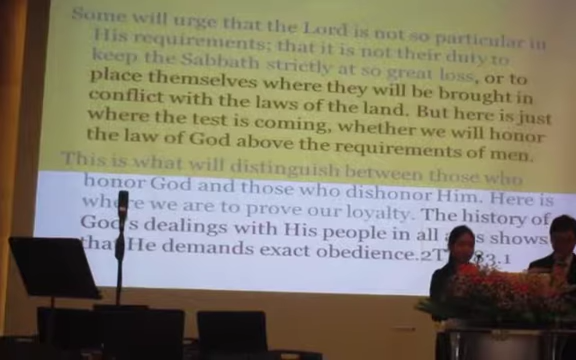 Some will urge that the Lord is not so particular in
His requirements; that it is not their duty to
keep the Sabbath strictly at so great loss, or to
place themselves where they will be brought in
conflict with the laws of the land. But here is just
where the test is coming, whether we will honor
the law of God above the requirements of men.
This is what will distinguish between those who
honor God and those who dishonor Him. Here is
where we are to prove our loyalty. The history of
God's dealings with His people in all shows
that He demands exact obedience.